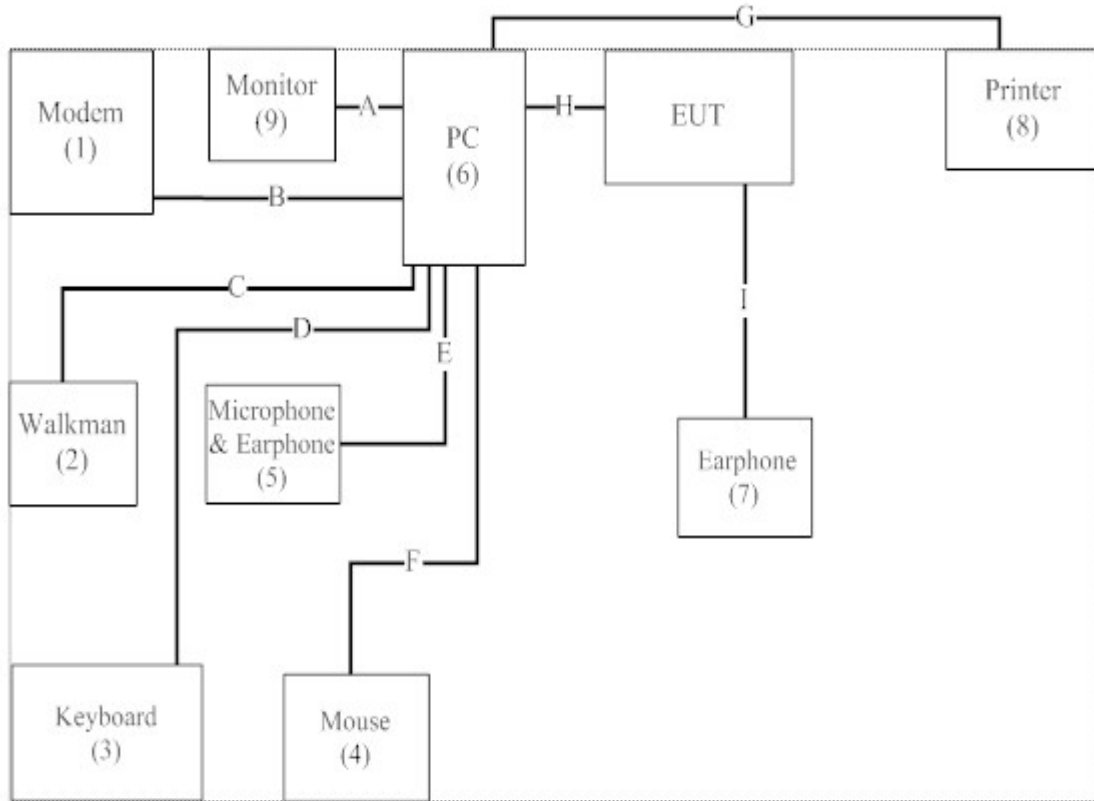 G
Modem
(1)
Monitor
(9)
A
PC
(6)
H
EUT
Printer
(8)
B
C
D
E
I
Walkman
(2)
Microphone
& Earphone
(5)
Earphone
(7)
F
Keyboard
(3)
Mouse
(4)